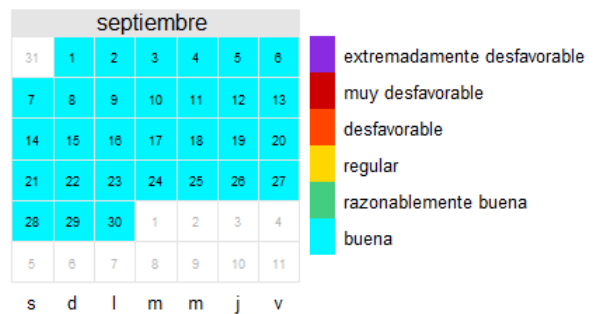 septiembre
31 1 2 3 4 5 6
7 8 9 10 11 12 13
14 15 16 17 18 19 20
21 22 23 24 25 26 27
28 29 30 1 2 3 4
5 6 7 8 9 10 11
s d l m m j v
extremadamente desfavorable
muy desfavorable
desfavorable
regular
razonablemente buena
buena